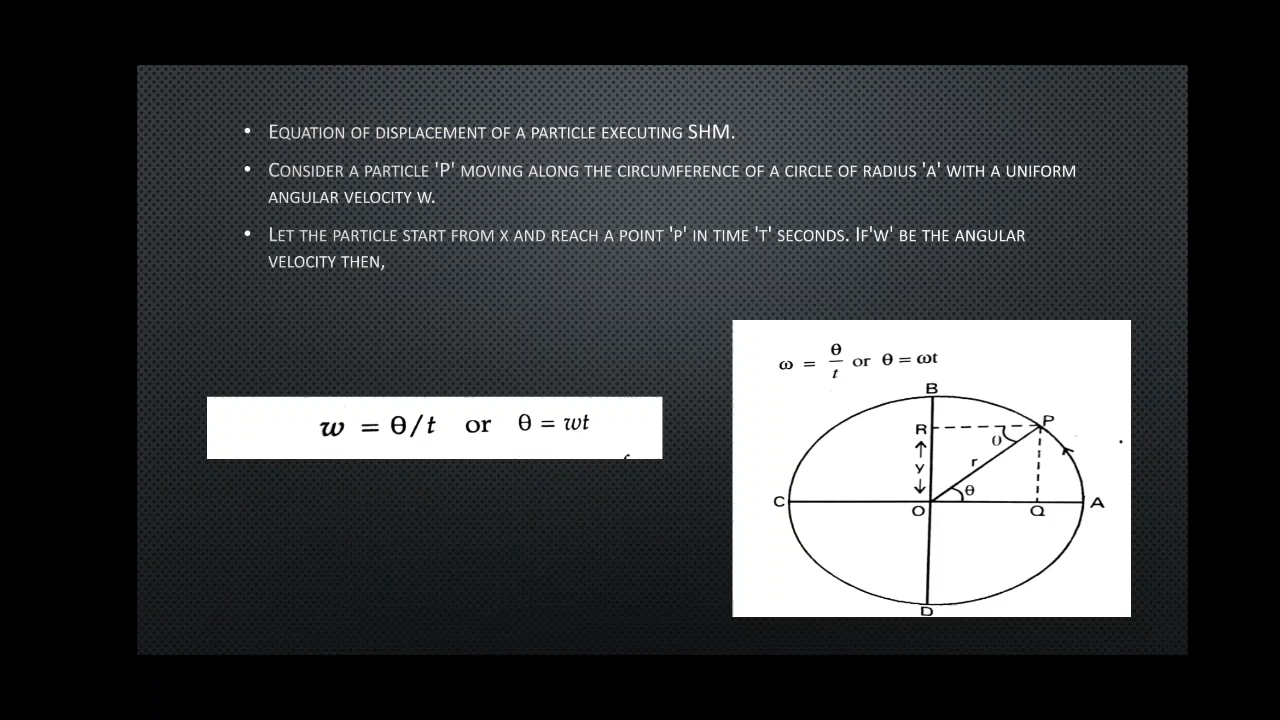 • Equation of displacement of a particle executing SHM.
• Consider a particle 'P' moving along the circumference of a circle of radius 'a' with a uniform
angular velocity w.
• Let the particle start from x and reach a point 'p' in time 't' seconds. If'w' be the angular
velocity then,
w = θ/t or θ = wt
ω = θ/t or θ = ωt
B
R
P
θ
y
r
θ
C
O
Q
A
D